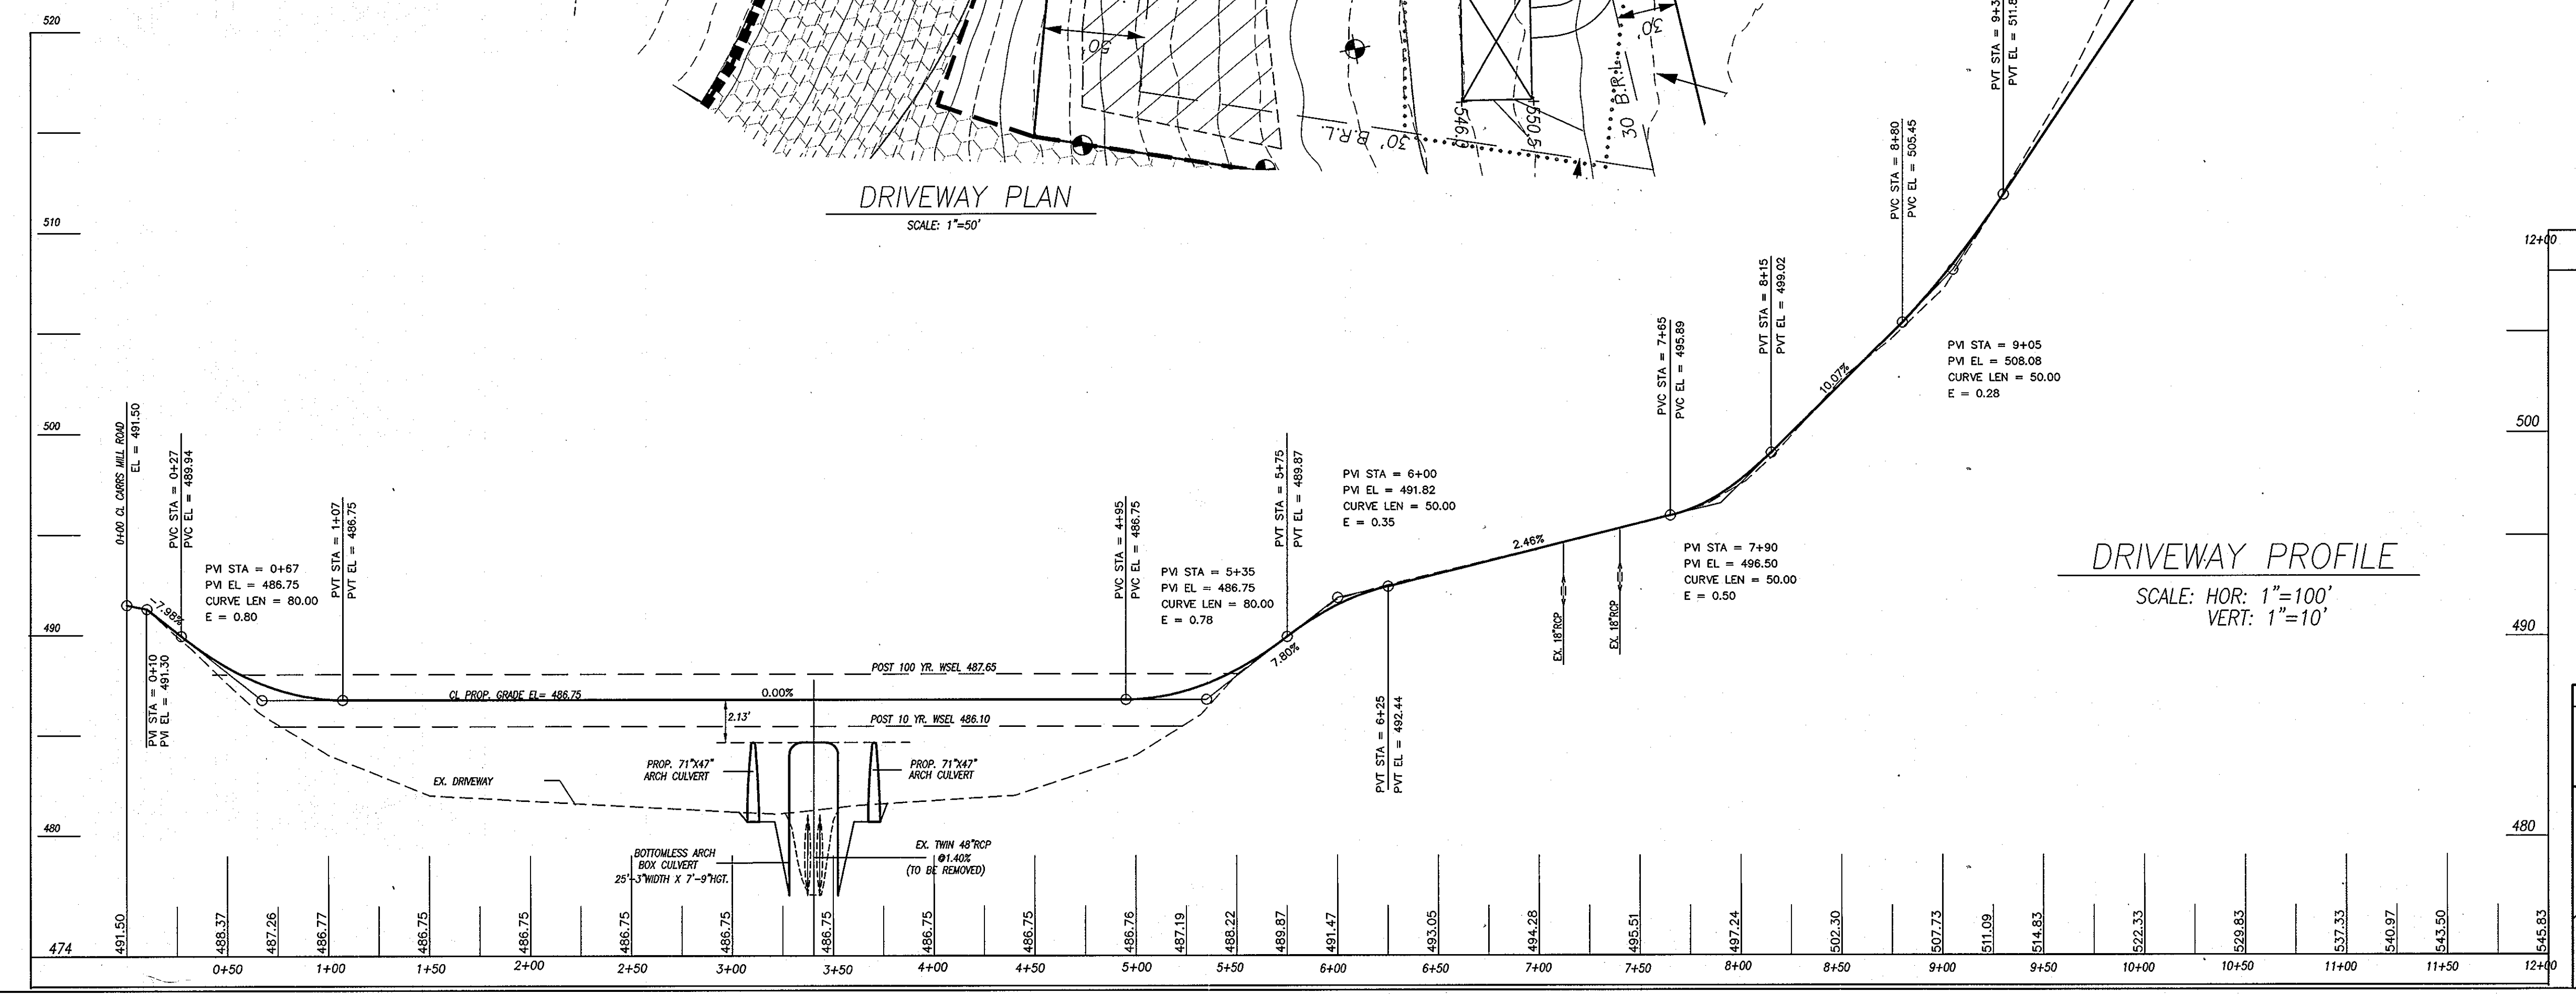 520
510
500
490
480
474
50'
30'
30 B.R.L.
30' B.R.L.
+550.5
DRIVEWAY PLAN
SCALE: 1"=50'
0+00 CL CARRS MILL ROAD
EL = 491.50
PVI STA = 0+10
PVI EL = 491.30
-7.98%
PVC STA = 0+27
PVC EL = 489.94
PVI STA = 0+67
PVI EL = 486.75
CURVE LEN = 80.00
E = 0.80
PVT STA = 1+07
PVT EL = 486.75
CL PROP. GRADE EL= 486.75
0.00%
POST 100 YR. WSEL 487.65
POST 10 YR. WSEL 486.10
2.13'
EX. DRIVEWAY
PROP. 71"X47"
ARCH CULVERT
PROP. 71"X47"
ARCH CULVERT
BOTTOMLESS ARCH
BOX CULVERT
25'-3"WIDTH X 7'-9"HGT.
EX. TWIN 48"RCP
@1.40%
(TO BE REMOVED)
PVC STA = 4+95
PVC EL = 486.75
PVI STA = 5+35
PVI EL = 486.75
CURVE LEN = 80.00
E = 0.78
PVT STA = 5+75
PVT EL = 489.87
7.80%
PVI STA = 6+00
PVI EL = 491.82
CURVE LEN = 50.00
E = 0.35
PVT STA = 6+25
PVT EL = 492.44
2.46%
EX. 18"RCP
EX. 18"RCP
PVC STA = 7+65
PVC EL = 495.89
PVI STA = 7+90
PVI EL = 496.50
CURVE LEN = 50.00
E = 0.50
PVT STA = 8+15
PVT EL = 499.02
10.07%
PVC STA = 8+80
PVC EL = 505.45
PVI STA = 9+05
PVI EL = 508.08
CURVE LEN = 50.00
E = 0.28
PVT STA = 9+3
PVT EL = 511.8
DRIVEWAY PROFILE
SCALE: HOR: 1"=100'
VERT: 1"=10'
12+00
500
490
480
491.50 488.37 487.26 486.77 486.75 486.75 486.75 486.75 486.75 486.75 486.75 486.76 487.19 488.22 489.87 491.47 493.05 494.28 495.51 497.24 502.30 507.73 511.09 514.83 522.33 529.83 537.33 540.97 543.50 545.83
0+50 1+00 1+50 2+00 2+50 3+00 3+50 4+00 4+50 5+00 5+50 6+00 6+50 7+00 7+50 8+00 8+50 9+00 9+50 10+00 10+50 11+00 11+50 12+00